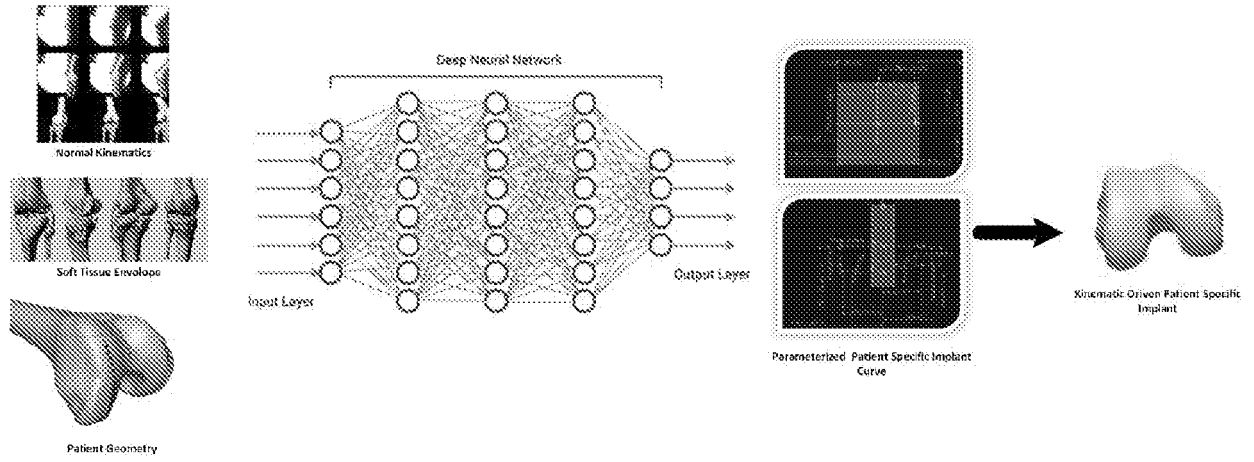 Normal Kinematics
Soft Tissue Envelope
Patient Geometry
Deep Neural Network
Input Layer
Output Layer
Parameterized Patient Specific Implant
Curve
Kinematic Driven Patient Specific
Implant